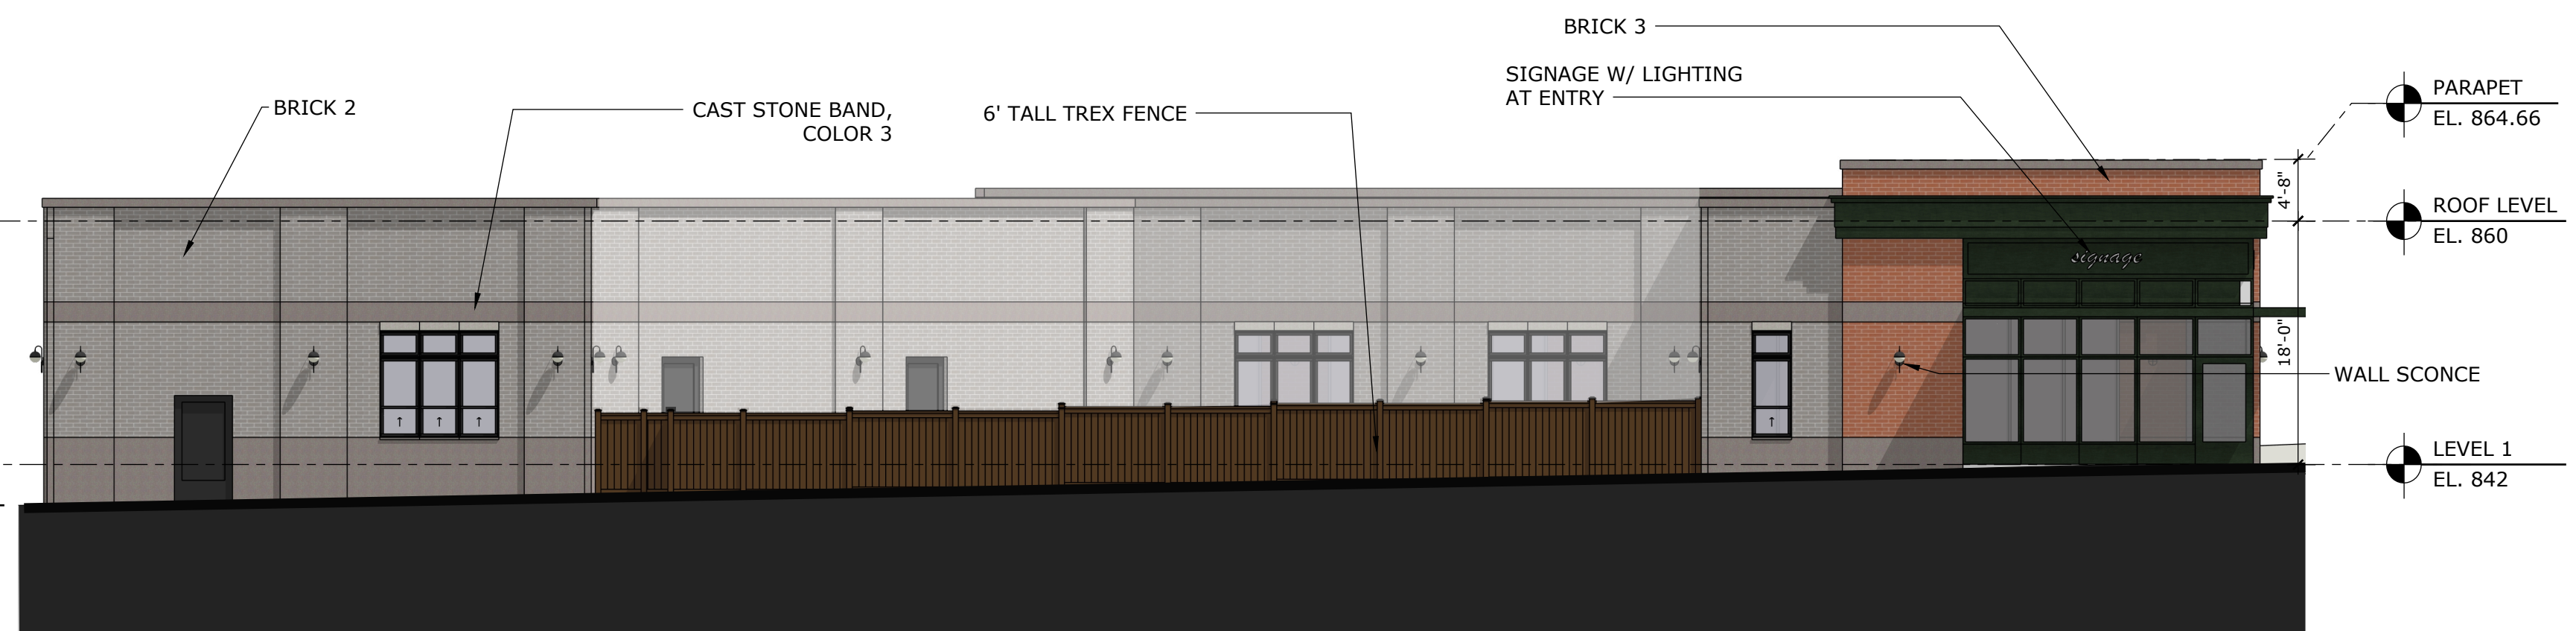 BRICK 3
SIGNAGE W/ LIGHTING
AT ENTRY
PARAPET
EL. 864.66
BRICK 2
CAST STONE BAND,
COLOR 3
6' TALL TREX FENCE
4'-8"
ROOF LEVEL
EL. 860
signage
18'-0"
WALL SCONCE
LEVEL 1
EL. 842